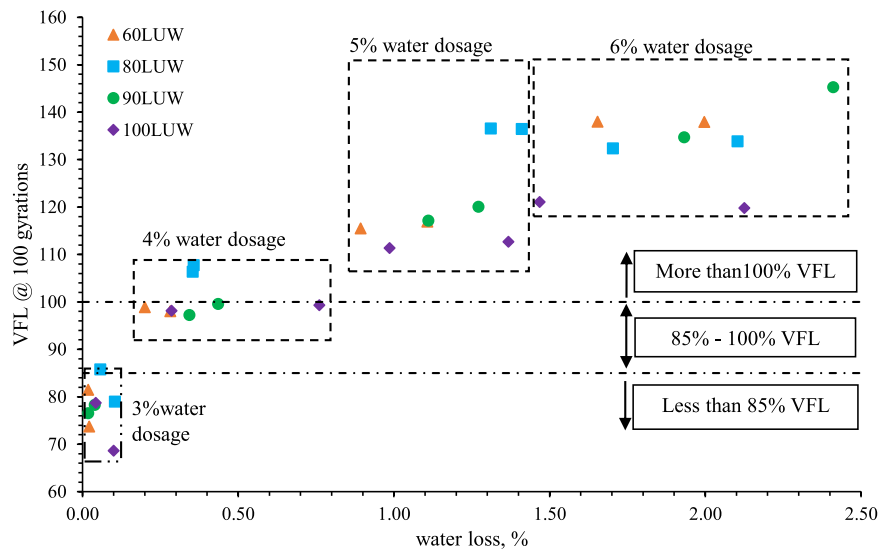 VFL @ 100 gyrations
160
150
140
130
120
110
100
90
80
70
60
60LUW
80LUW
90LUW
100LUW
5% water dosage
6% water dosage
4% water dosage
3%water
dosage
More than100% VFL
85% - 100% VFL
Less than 85% VFL
0.00 0.50 1.00 1.50 2.00 2.50
water loss, %